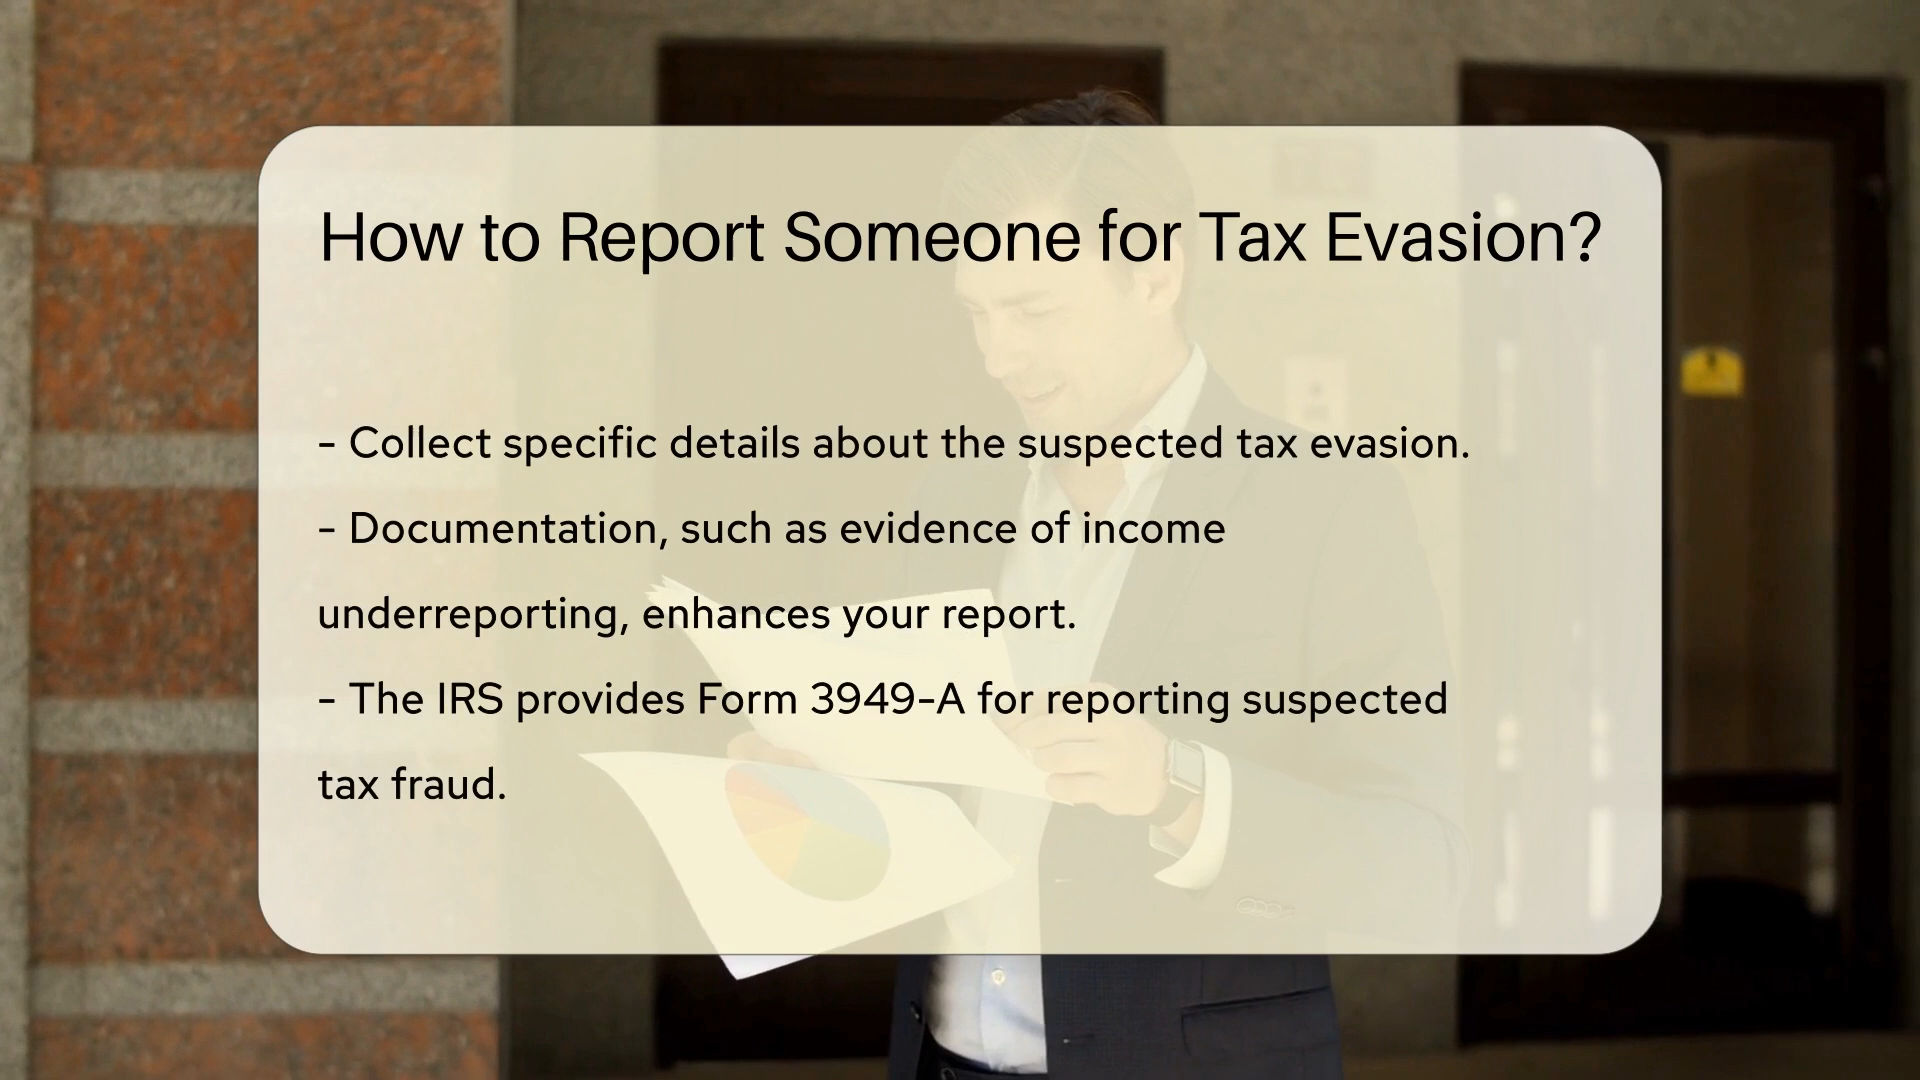 How to Report Someone for Tax Evasion?
- Collect specific details about the suspected tax evasion.
- Documentation, such as evidence of income
underreporting, enhances your report.
- The IRS provides Form 3949-A for reporting suspected
tax fraud.